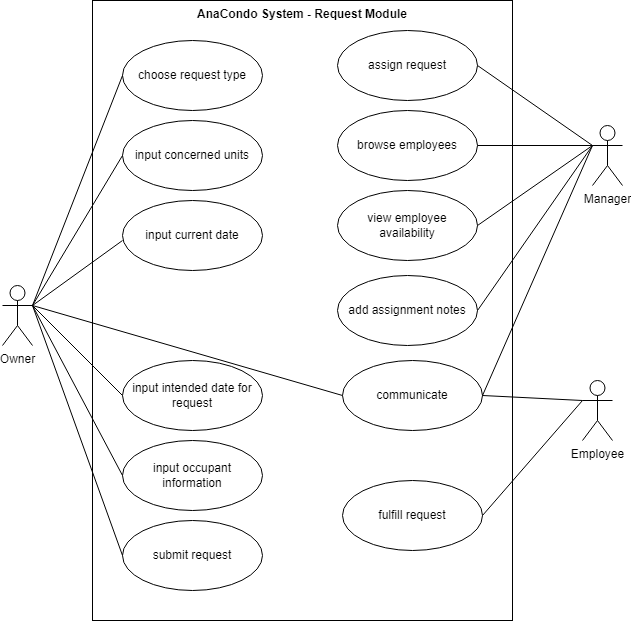 AnaCondo System - Request Module
choose request type
input concerned units
input current date
Owner
input intended date for
request
input occupant
information
submit request
assign request
browse employees
view employee
availability
add assignment notes
communicate
fulfill request
Manager
Employee